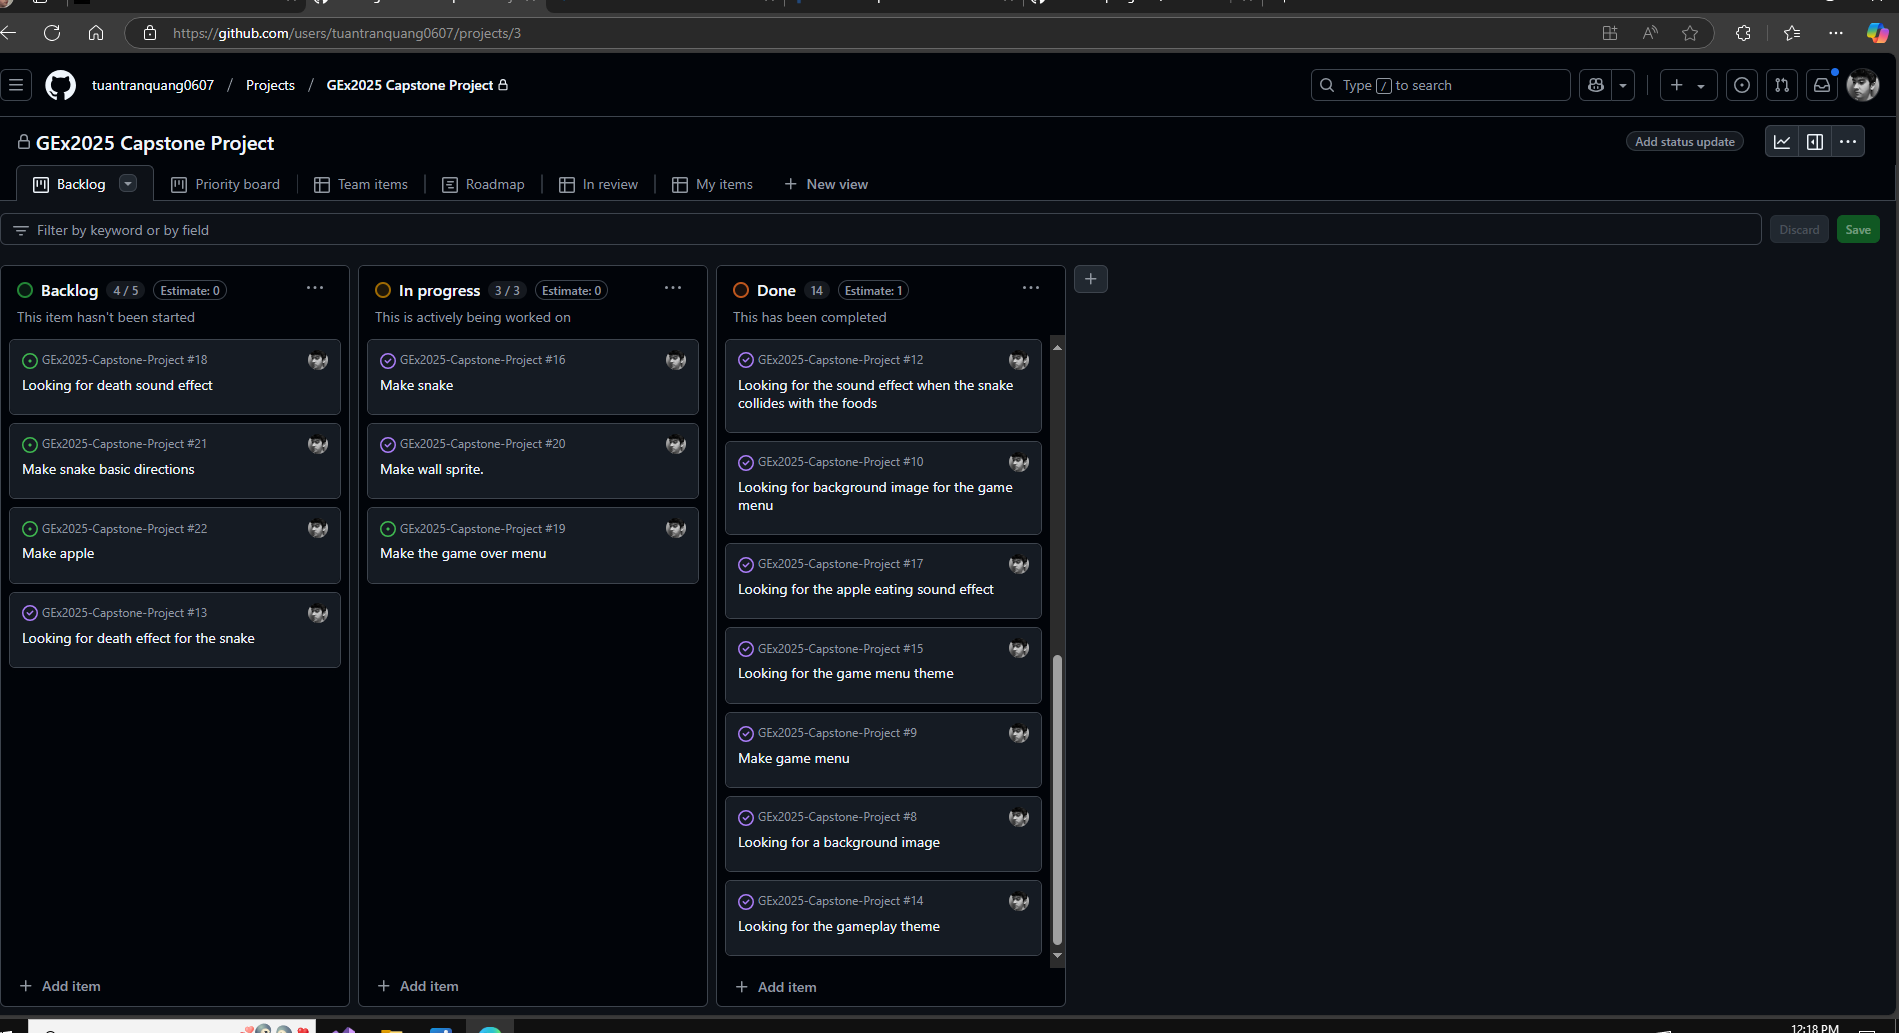 https://github.com/users/tuantranquang0607/projects/3
tuantranquang0607 / Projects / GEx2025 Capstone Project
Type / to search
GEx2025 Capstone Project
Add status update
Backlog
Priority board
Team items
Roadmap
In review
My items
New view
Filter by keyword or by field
Discard
Save
Backlog 4 / 5 Estimate: 0
This item hasn't been started
GEx2025-Capstone-Project #18
Looking for death sound effect
GEx2025-Capstone-Project #21
Make snake basic directions
GEx2025-Capstone-Project #22
Make apple
GEx2025-Capstone-Project #13
Looking for death effect for the snake
Add item
In progress 3 / 3 Estimate: 0
This is actively being worked on
GEx2025-Capstone-Project #16
Make snake
GEx2025-Capstone-Project #20
Make wall sprite.
GEx2025-Capstone-Project #19
Make the game over menu
Add item
Done 14 Estimate: 1
This has been completed
GEx2025-Capstone-Project #12
Looking for the sound effect when the snake
collides with the foods
GEx2025-Capstone-Project #10
Looking for background image for the game
menu
GEx2025-Capstone-Project #17
Looking for the apple eating sound effect
GEx2025-Capstone-Project #15
Looking for the game menu theme
GEx2025-Capstone-Project #9
Make game menu
GEx2025-Capstone-Project #8
Looking for a background image
GEx2025-Capstone-Project #14
Looking for the gameplay theme
Add item
12:18 PM